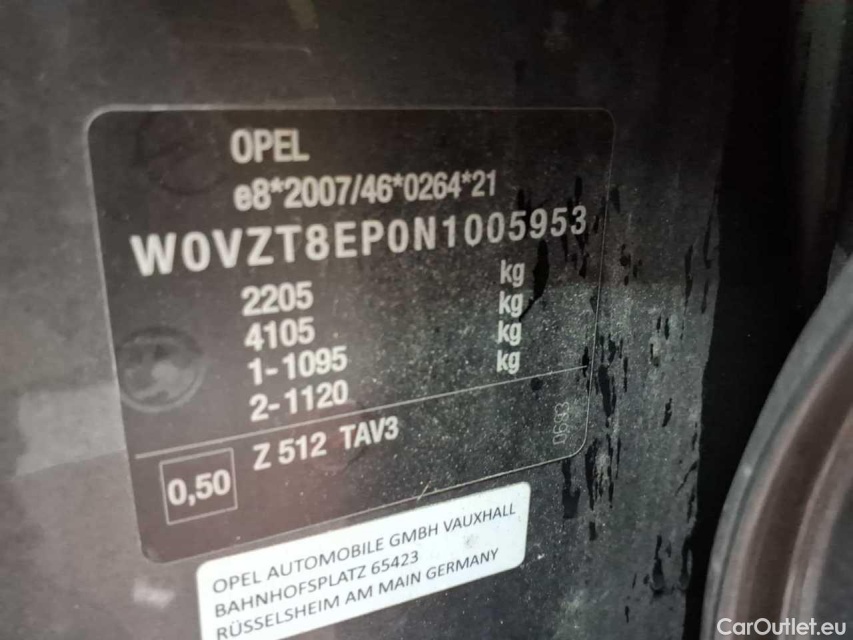 OPEL
e8*2007/46*0264*21
W0VZT8EP0N1005953
2205 kg
4105 kg
1-1095 kg
2-1120 kg
Z 512 TAV3
0,50
OPEL AUTOMOBILE GMBH VAUXHALL
BAHNHOFSPLATZ 65423
RÜSSELSHEIM AM MAIN GERMANY
CarOutlet.eu